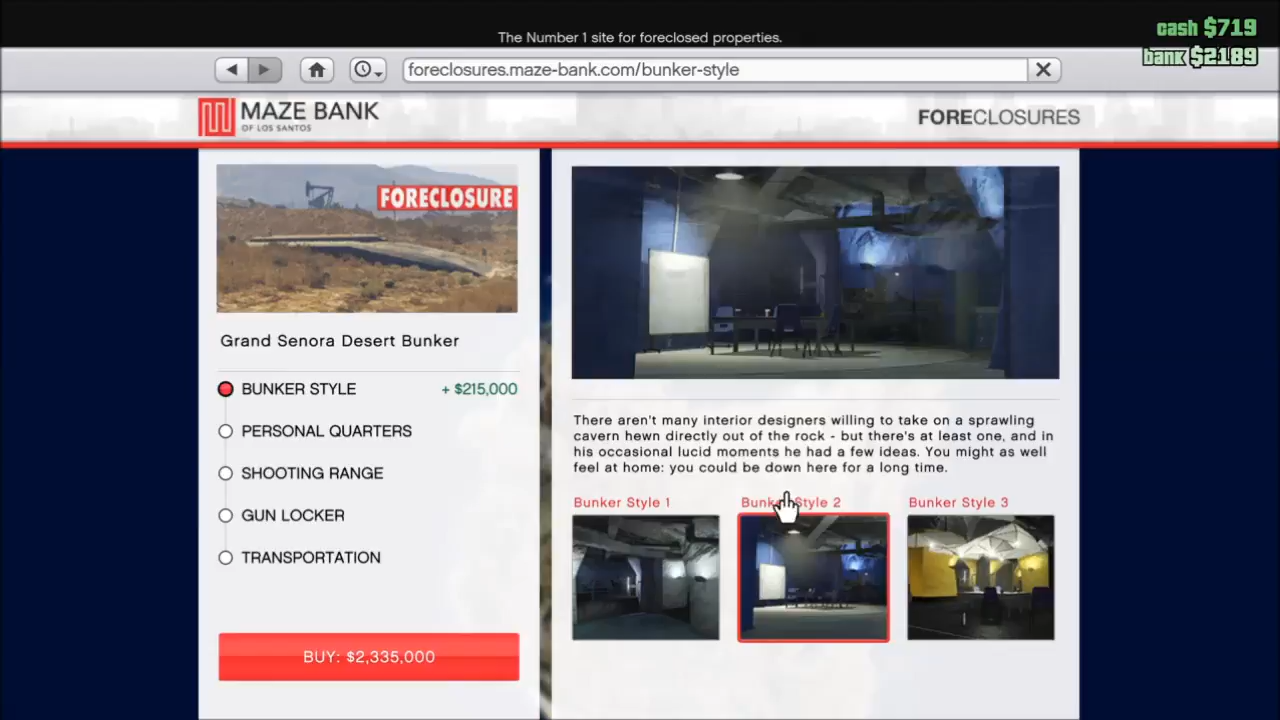 The Number 1 site for foreclosed properties.
cash $719
bank $2189
foreclosures.maze-bank.com/bunker-style
MAZE BANK
OF LOS SANTOS
FORECLOSURES
FORECLOSURE
Grand Senora Desert Bunker
BUNKER STYLE + $215,000
PERSONAL QUARTERS
SHOOTING RANGE
GUN LOCKER
TRANSPORTATION
BUY: $2,335,000
There aren't many interior designers willing to take on a sprawling
cavern hewn directly out of the rock - but there's at least one, and in
his occasional lucid moments he had a few ideas. You might as well
feel at home: you could be down here for a long time.
Bunker Style 1
Bunker Style 2
Bunker Style 3